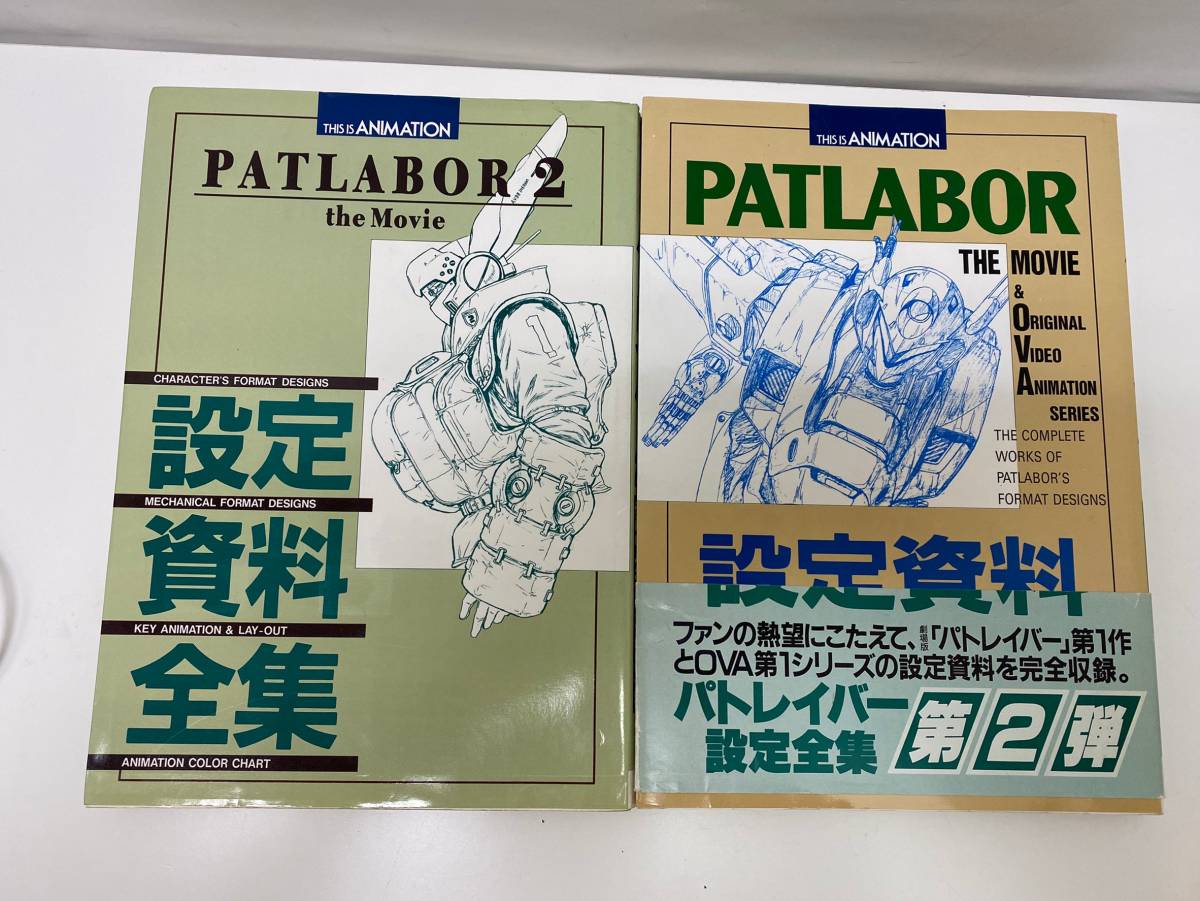 THIS IS ANIMATION
PATLABOR 2
the Movie
CHARACTER'S FORMAT DESIGNS
設定
MECHANICAL FORMAT DESIGNS
資料
KEY ANIMATION & LAY-OUT
全集
ANIMATION COLOR CHART
THIS IS ANIMATION
PATLABOR
THE MOVIE
&
ORIGINAL
VIDEO
ANIMATION
SERIES
THE COMPLETE
WORKS OF
PATLABOR'S
FORMAT DESIGNS
設定資料
ファンの熱望にこたえて、劇場版「パトレイバー」第1作
とOVA第1シリーズの設定資料を完全収録。
パトレイバー
設定全集
第2弾